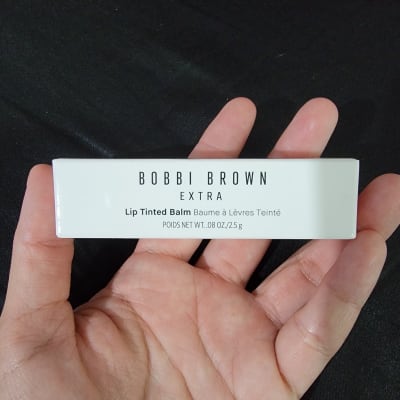 BOBBI BROWN
EXTRA
Lip Tinted Balm Baume à Lèvres Teinté
POIDS NET WT. .08 OZ./2.5 g